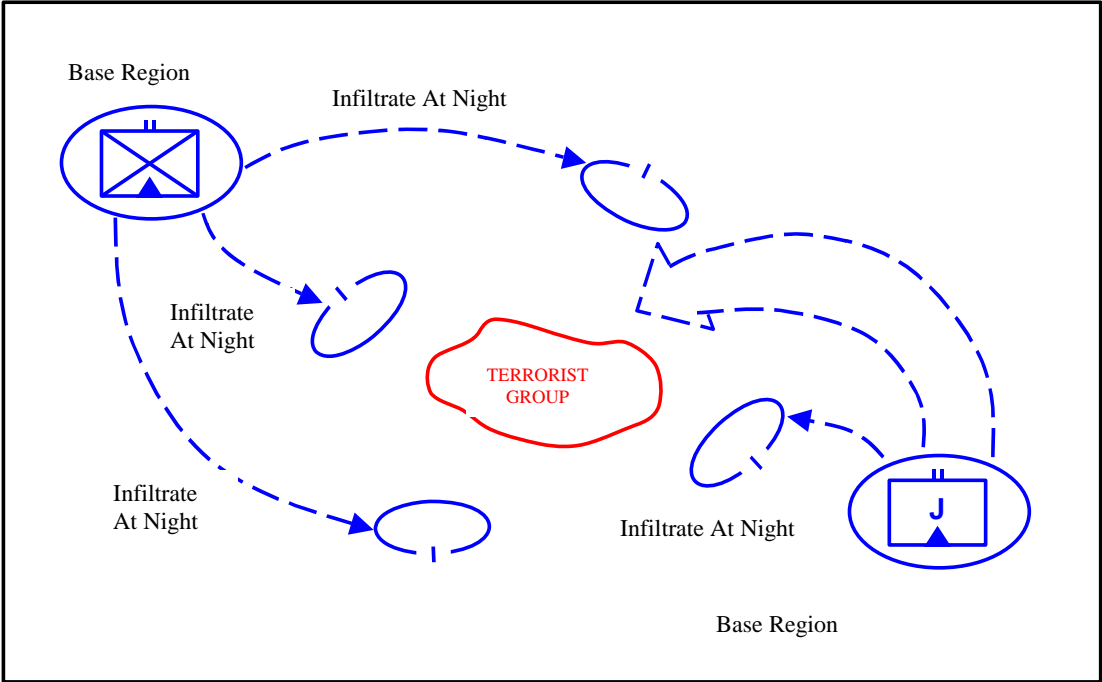 Base Region
Infiltrate At Night
Infiltrate
At Night
TERRORIST
GROUP
Infiltrate
At Night
J
Infiltrate At Night
Base Region